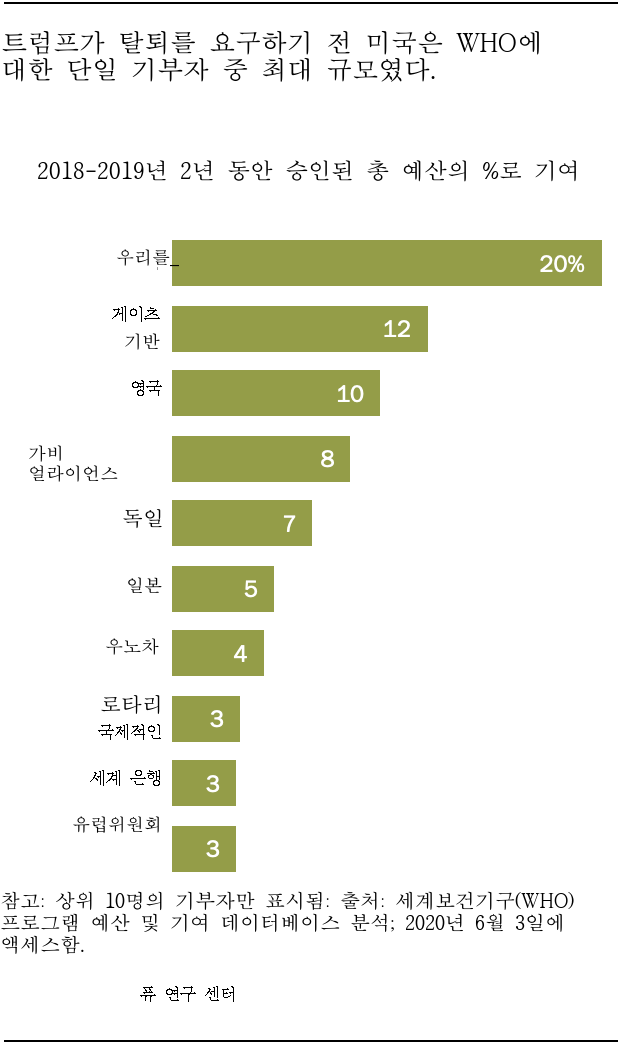 트럼프가 탈퇴를 요구하기 전 미국은 WHO에
대한 단일 기부자 중 최대 규모였다.
2018-2019년 2년 동안 승인된 총 예산의 %로 기여
우리를_
20%
게이츠
기반
12
영국
10
가비
얼라이언스
8
독일
7
일본
5
우노차
4
로타리
국제적인
3
세계 은행
3
유럽위원회
3
참고: 상위 10명의 기부자만 표시됨: 출처: 세계보건기구(WHO)
프로그램 예산 및 기여 데이터베이스 분석; 2020년 6월 3일에
액세스함.
퓨 연구 센터